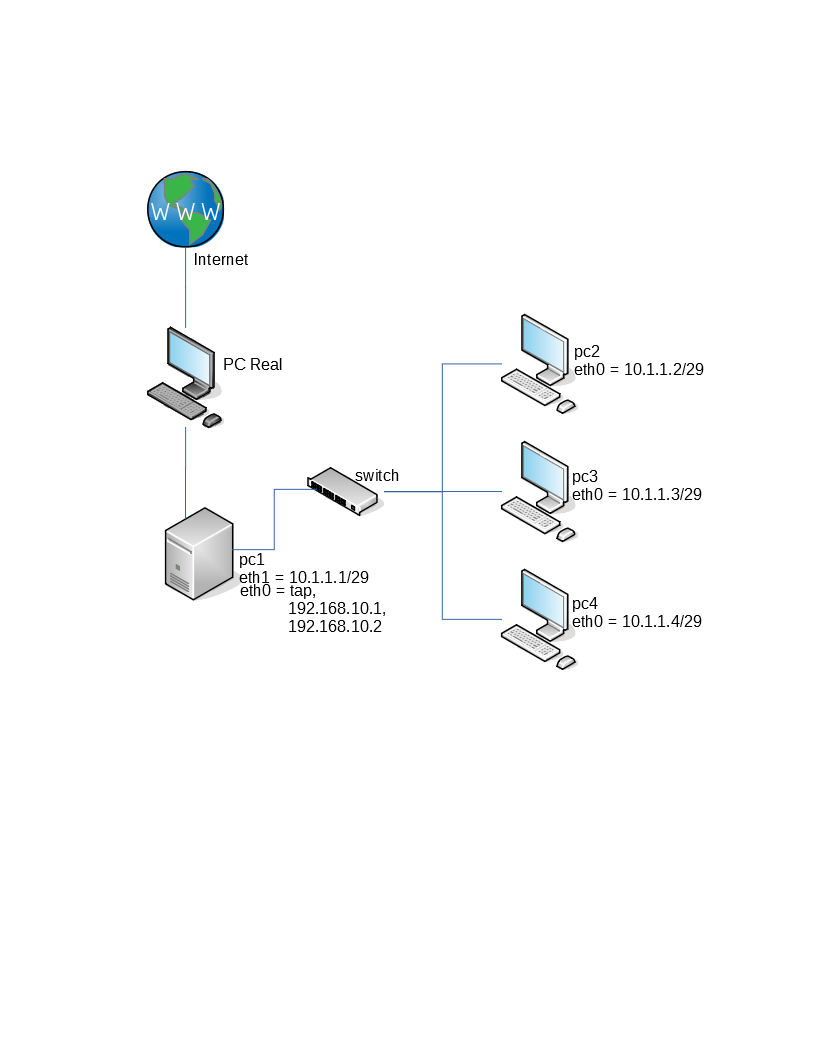 WWW
Internet
PC Real
pc2
eth0 = 10.1.1.2/29
switch
pc3
eth0 = 10.1.1.3/29
pc1
eth1 = 10.1.1.1/29
eth0 = tap,
192.168.10.1,
192.168.10.2
pc4
eth0 = 10.1.1.4/29